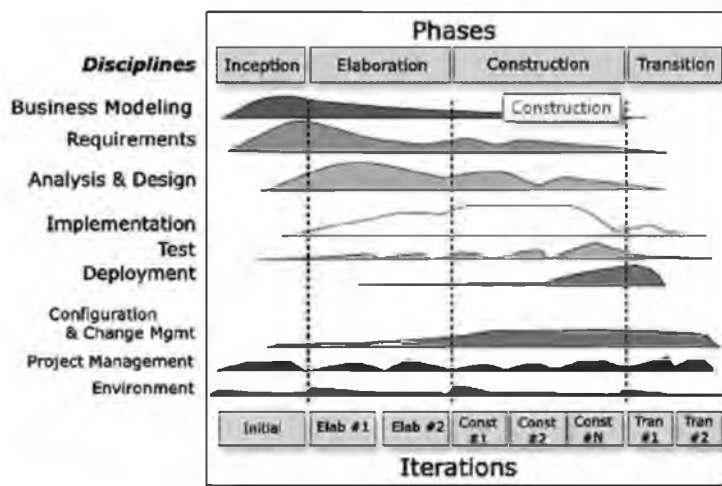 Phases
Disciplines
Inception
Elaboration
Construction
Transition
Business Modeling
Construction
Requirements
Analysis & Design
Implementation
Test
Deployment
Configuration
& Change Mgmt
Project Management
Environment
Initial
Elab #1
Elab #2
Const
#1
Const
#2
Const
#N
Tran
#1
Tran
#2
Iterations